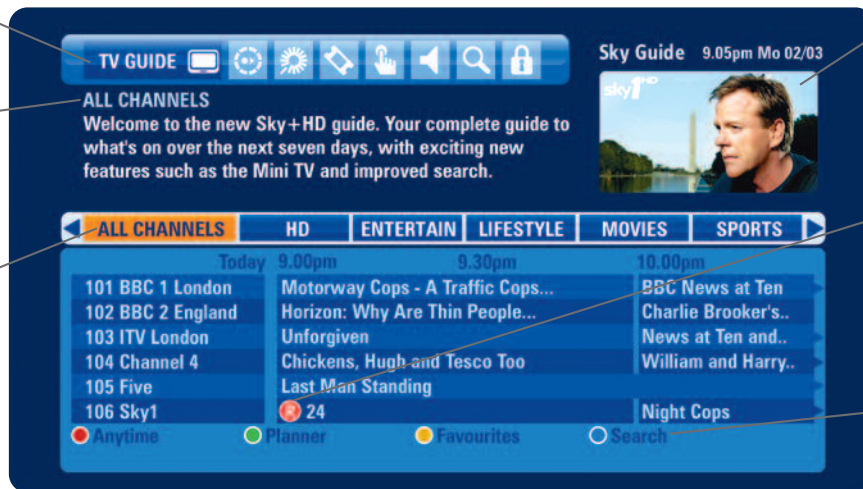 TV GUIDE
Sky Guide 9.05pm Mo 02/03
sky1 HD
ALL CHANNELS
Welcome to the new Sky+HD guide. Your complete guide to
what's on over the next seven days, with exciting new
features such as the Mini TV and improved search.
ALL CHANNELS HD ENTERTAIN LIFESTYLE MOVIES SPORTS
Today 9.00pm 9.30pm 10.00pm
101 BBC 1 London Motorway Cops - A Traffic Cops... BBC News at Ten
102 BBC 2 England Horizon: Why Are Thin People... Charlie Brooker's..
103 ITV London Unforgiven News at Ten and..
104 Channel 4 Chickens, Hugh and Tesco Too William and Harry..
105 Five Last Man Standing
106 Sky1 R 24 Night Cops
Anytime Planner Favourites Search